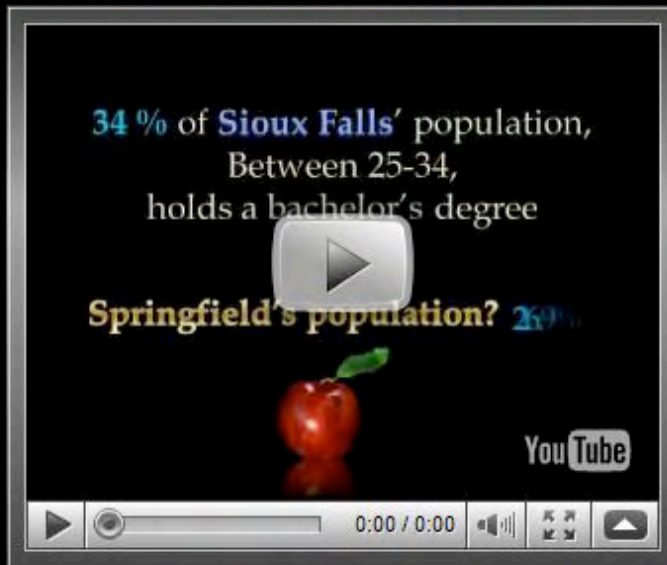 34 % of Sioux Falls' population,
Between 25-34,
holds a bachelor's degree
Springfield's population?
YouTube
0:00 / 0:00